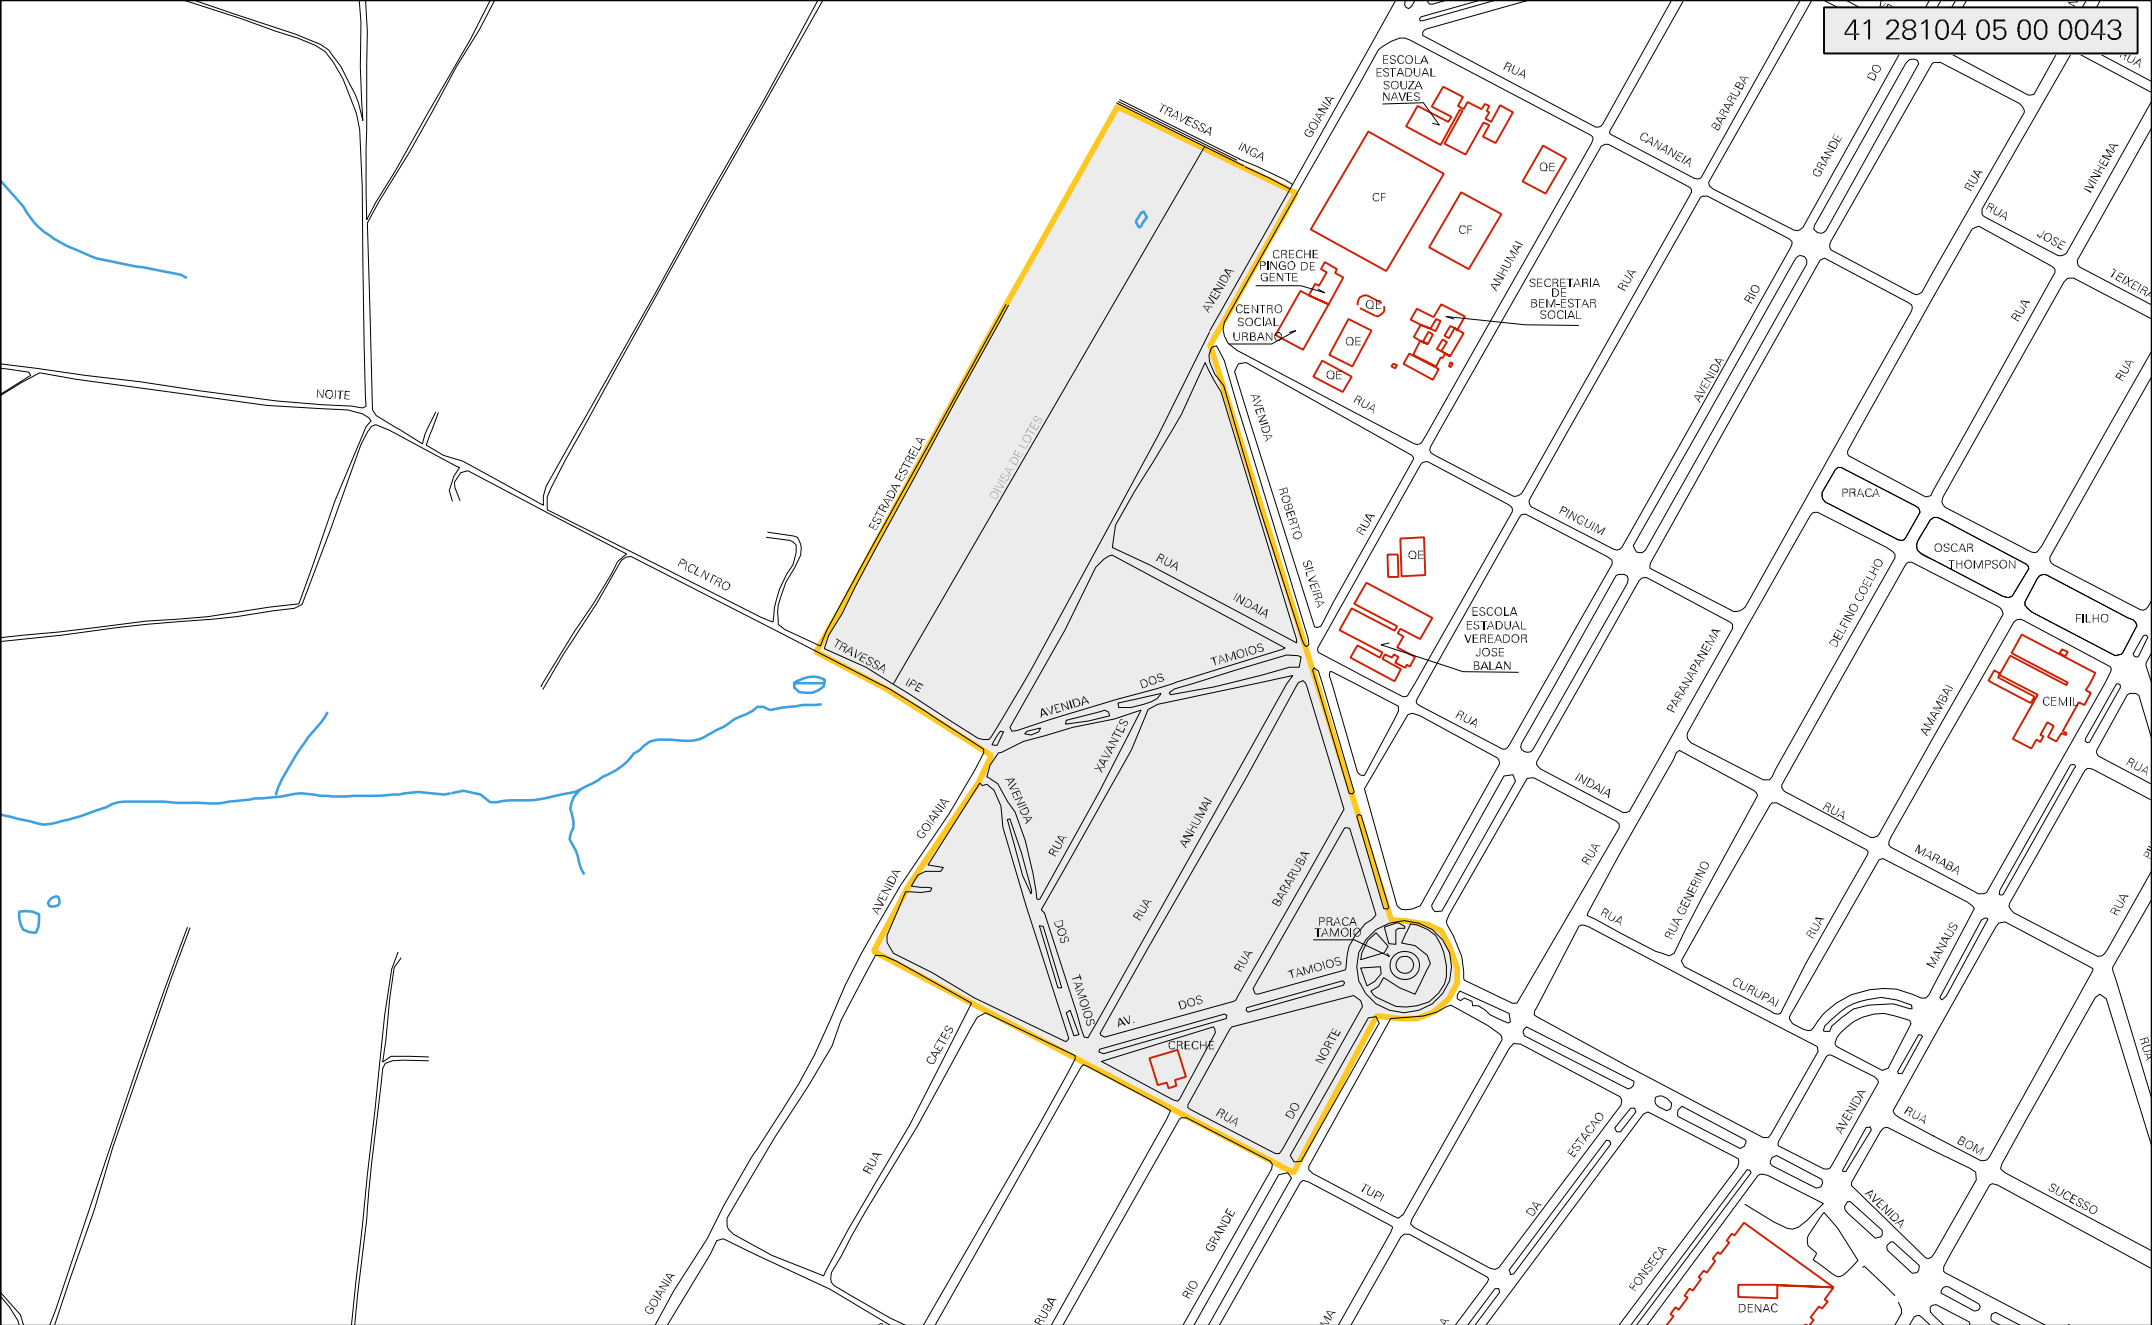 41 28104 05 00 0043
ESCOLA
ESTADUAL
SOUZA
NAVES
RUA
GOIANIA
BARARUBA
DO
RUA
TRAVESSA
INGA
CANANEIA
GRANDE
IVINHEMA
QE
CF
CF
RUA
RUA
JOSE
TEIXEIRA
CRECHE
PINGO DE
GENTE
ANHUMAI
RUA
SECRETARIA
DE
BEM-ESTAR
SOCIAL
RIO
RUA
AVENIDA
CENTRO
SOCIAL
URBANO
QE
QE
QE
RUA
AVENIDA
RUA
NOITE
AVENIDA
ESTRADA ESTRELA
DIVISA DE LOTES
ROBERTO
RUA
PINGUIM
PRACA
OSCAR
THOMPSON
FILHO
QE
PICLNTRO
RUA
INDAIA
SILVEIRA
ESCOLA
ESTADUAL
VEREADOR
JOSE
BALAN
DELFINO COELHO
PARANAPANEMA
TRAVESSA
IPE
TAMOIOS
DOS
AVENIDA
XAVANTES
RUA
AMAMBAI
CEMIL
RUA
INDAIA
RUA
MARABA
GOIANIA
AVENIDA
RUA
ANHUMAI
BARARUBA
RUA
RUA GENERINO
AVENIDA
RUA
RUA
RUA
RUA
MANAUS
DOS
PRACA
TAMOIO
RUA
TAMOIOS
CURUPAI
TAMOIOS
DOS
AV.
CAETES
CRECHE
NORTE
RUA
RUA
DO
ESTACAO
AVENIDA
RUA
BOM
RUA
TUPI
SUCESSO
GRANDE
DA
AVENIDA
GOIANIA
RIO
FONSECA
RUBA
MA
A
DENAC